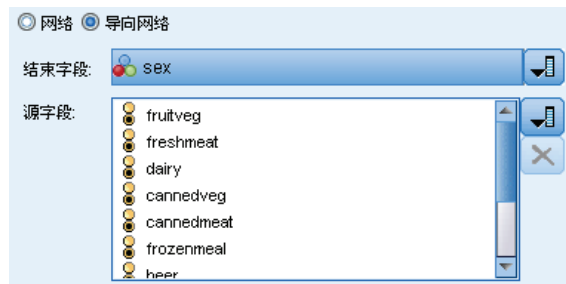 网络 导向网络
结束字段: sex
源字段: fruitveg
freshmeat
dairy
cannedveg
cannedmeat
frozenmeal
beer